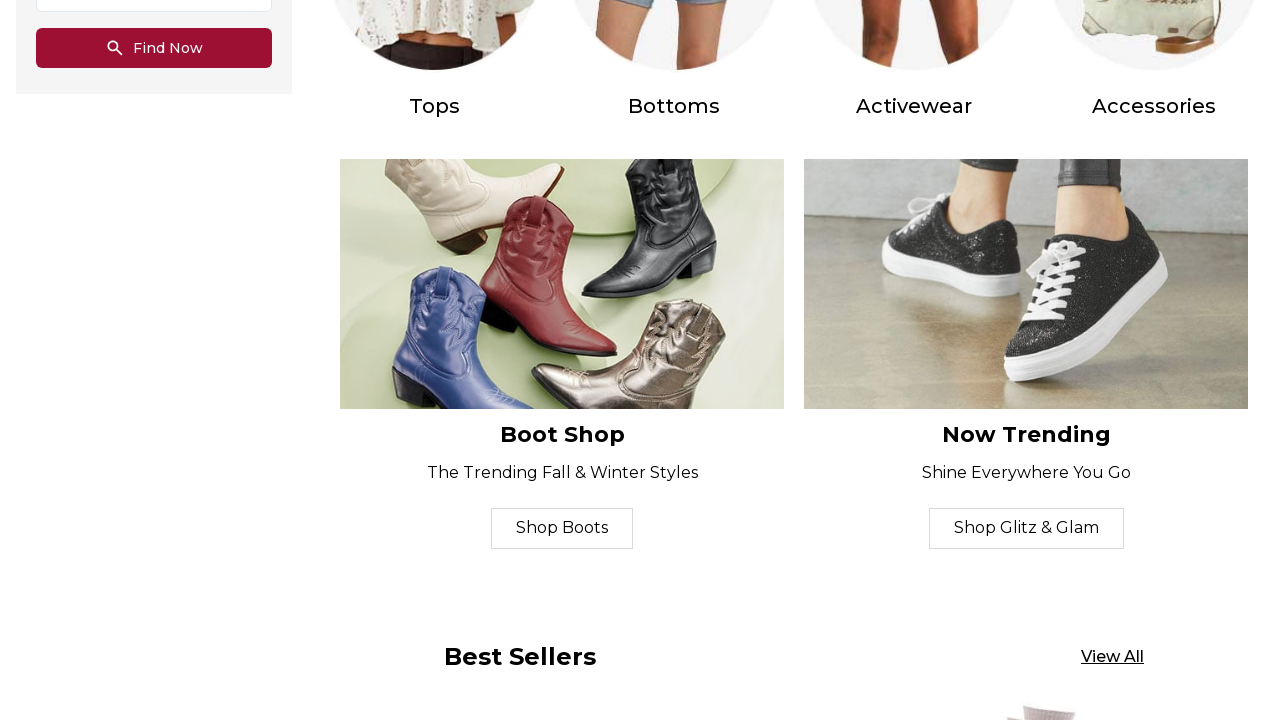 Find Now
Tops
Bottoms
Activewear
Accessories
Boot Shop
The Trending Fall & Winter Styles
Shop Boots
Now Trending
Shine Everywhere You Go
Shop Glitz & Glam
Best Sellers
View All